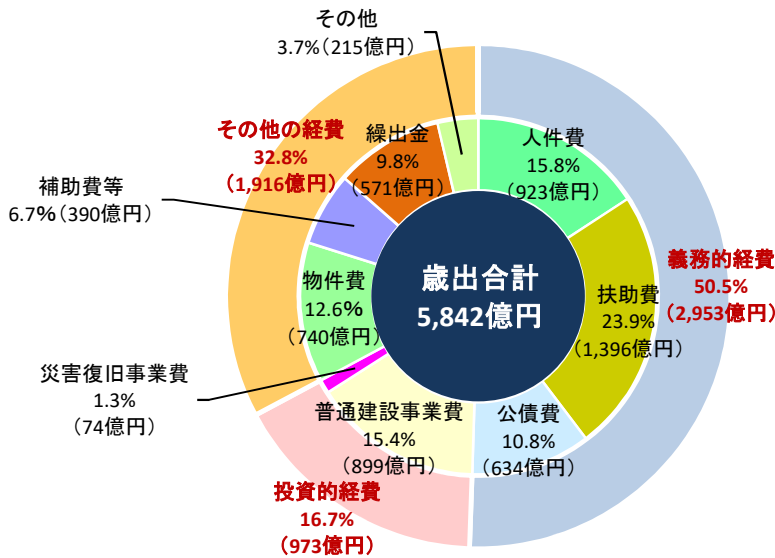 その他
3.7%(215億円)
その他の経費
32.8%
(1,916億円)
繰出金
9.8%
(571億円)
人件費
15.8%
(923億円)
補助費等
6.7%(390億円)
義務的経費
50.5%
(2,953億円)
歳出合計
5,842億円
物件費
12.6%
(740億円)
扶助費
23.9%
(1,396億円)
災害復旧事業費
1.3%
(74億円)
普通建設事業費
15.4%
(899億円)
公債費
10.8%
(634億円)
投資的経費
16.7%
(973億円)